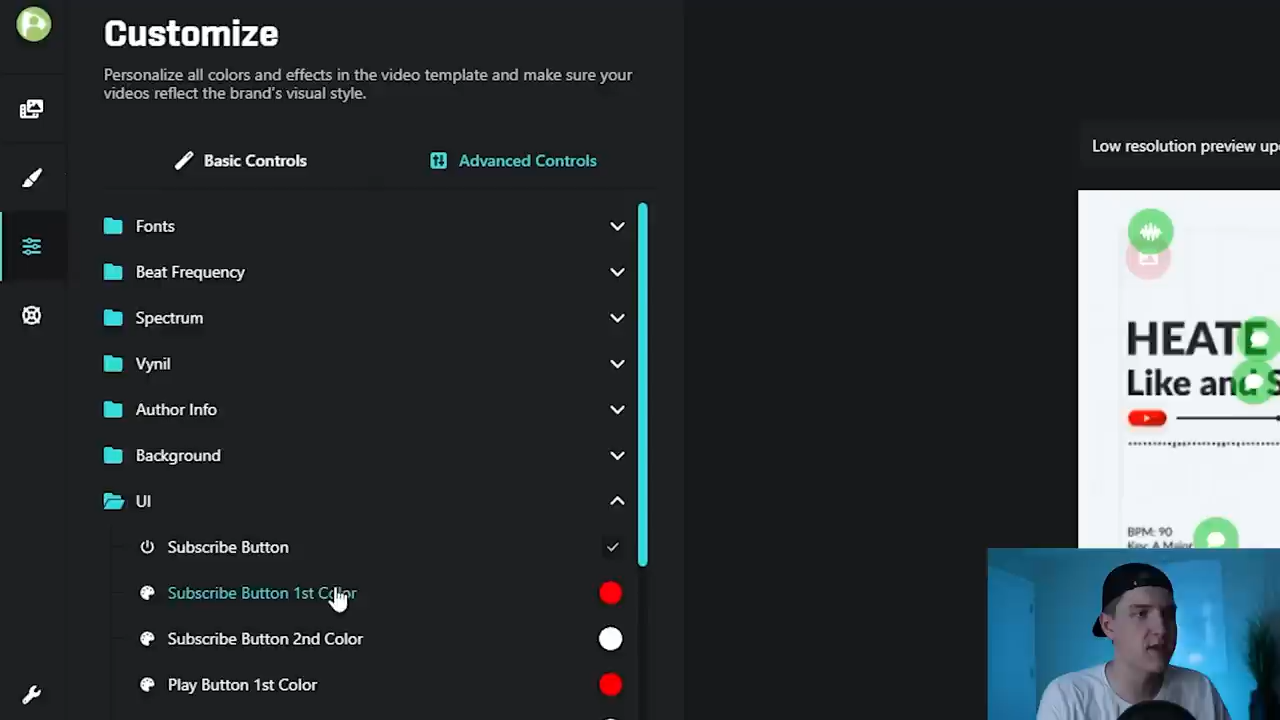 Customize
Personalize all colors and effects in the video template and make sure your
videos reflect the brand's visual style.
Basic Controls
Advanced Controls
Fonts
Beat Frequency
Spectrum
Vynil
Author Info
Background
UI
Subscribe Button
Subscribe Button 1st Color
Subscribe Button 2nd Color
Play Button 1st Color
Low resolution preview
HEATE
Like and S
BPM: 90
Key: A Major